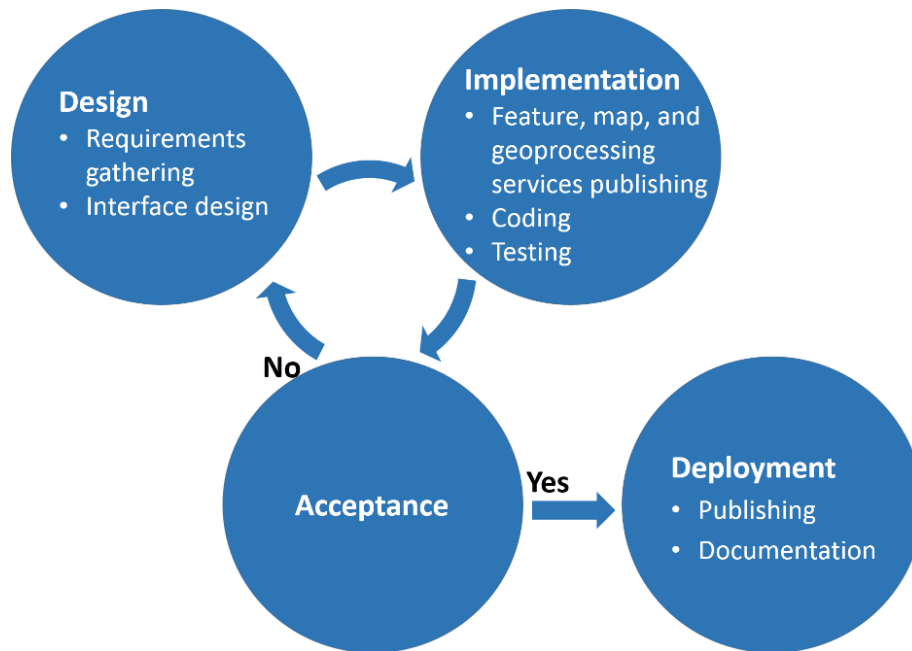 Design
• Requirements
gathering
• Interface design
Implementation
• Feature, map, and
geoprocessing
services publishing
• Coding
• Testing
No
Acceptance
Yes
Deployment
• Publishing
• Documentation